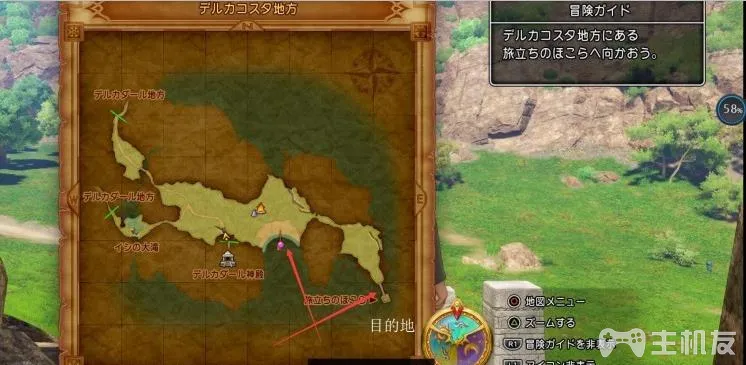 デルカコスタ地方
冒険ガイド
デルカコスタ地方にある
旅立ちのほこらへ向かおう。
58%
N
デルカダール地方
デルカダール地方
W
E
イシの大滝
デルカダール神殿
旅立ちのほこら
目的地
地図メニュー
ズームする
R1 冒険ガイドを非表示
アイコン非表示
主机友